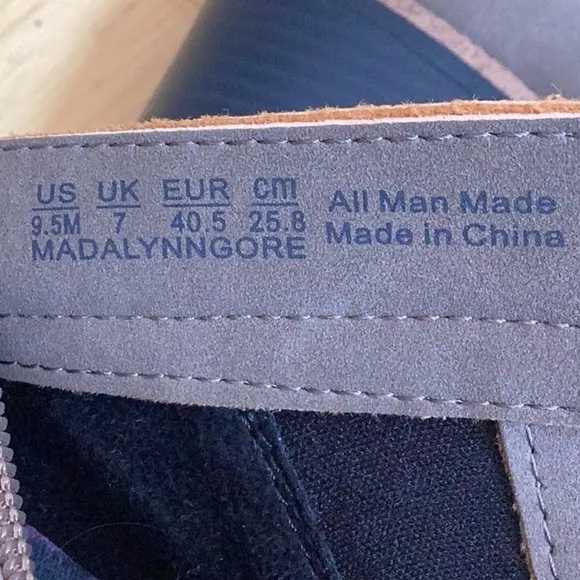 US UK EUR cm
9.5M 7 40.5 25.8
MADALYNNGORE
All Man Made
Made in China